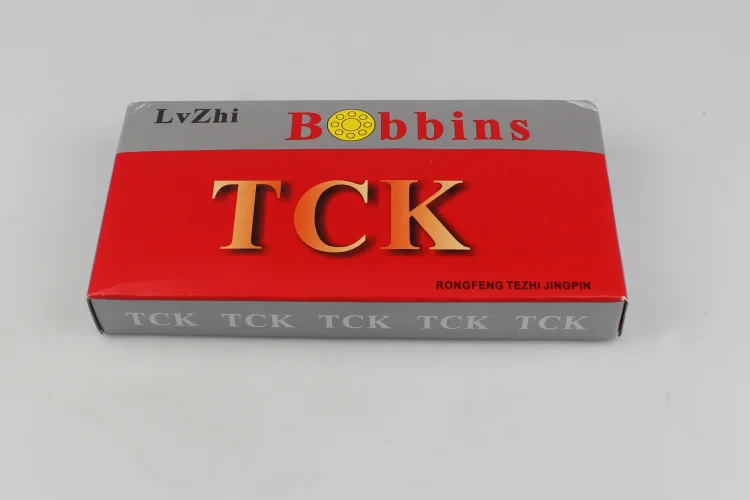 LvZhi
Bobbins
TCK
RONGFENG TEZHI JINGPIN
TCK TCK TCK TCK TCK